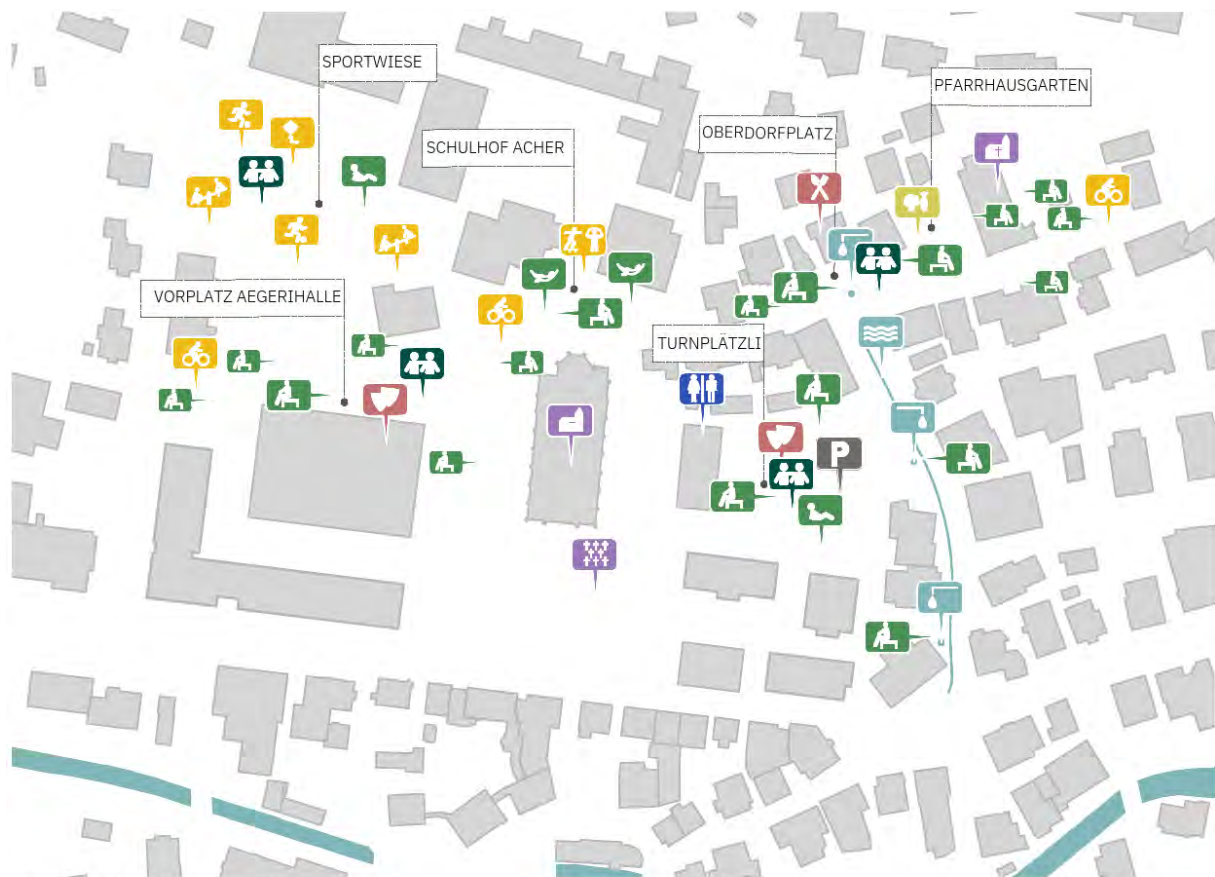 SPORTWIESE
PFARRHAUSGARTEN
OBERDORFPLATZ
SCHULHOF ACHER
VORPLATZ AEGERIHALLE
TURNPLÄTZLI
P